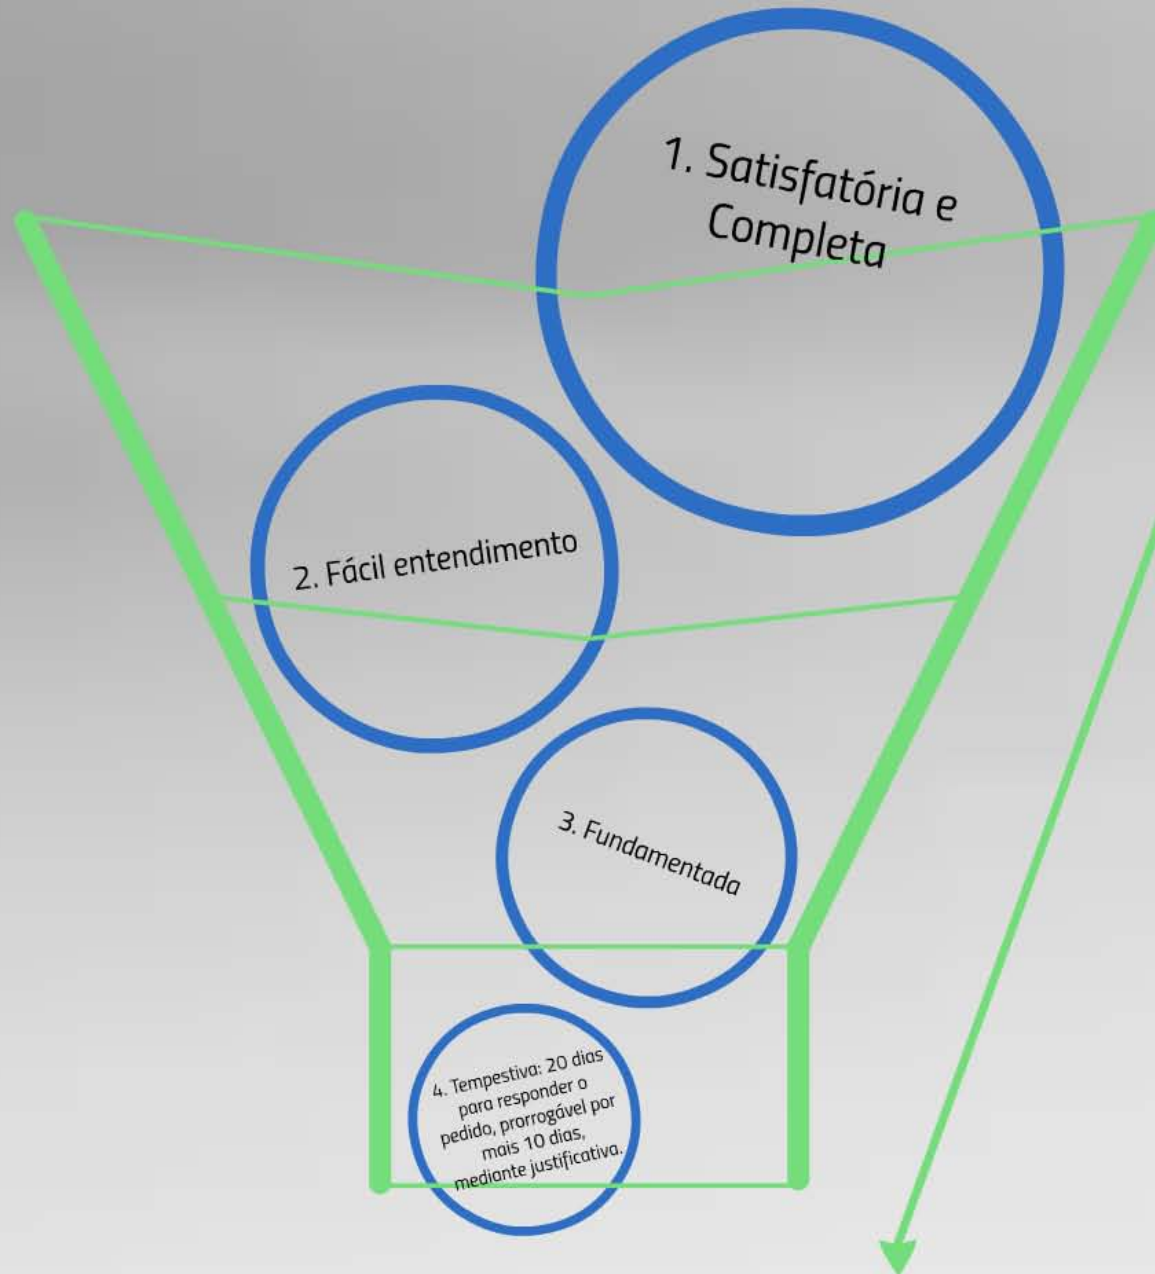 1. Satisfatória e
Completa
2. Fácil entendimento
3. Fundamentada
4. Tempestiva: 20 dias
para responder o
pedido, prorrogável por
mais 10 dias,
mediante justificativa.